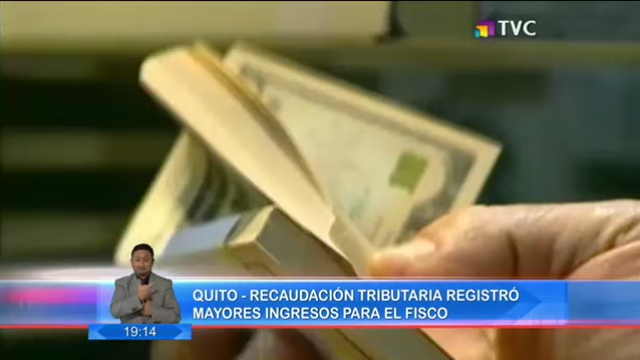 TVC
QUITO - RECAUDACIÓN TRIBUTARIA REGISTRÓ
MAYORES INGRESOS PARA EL FISCO
19:14